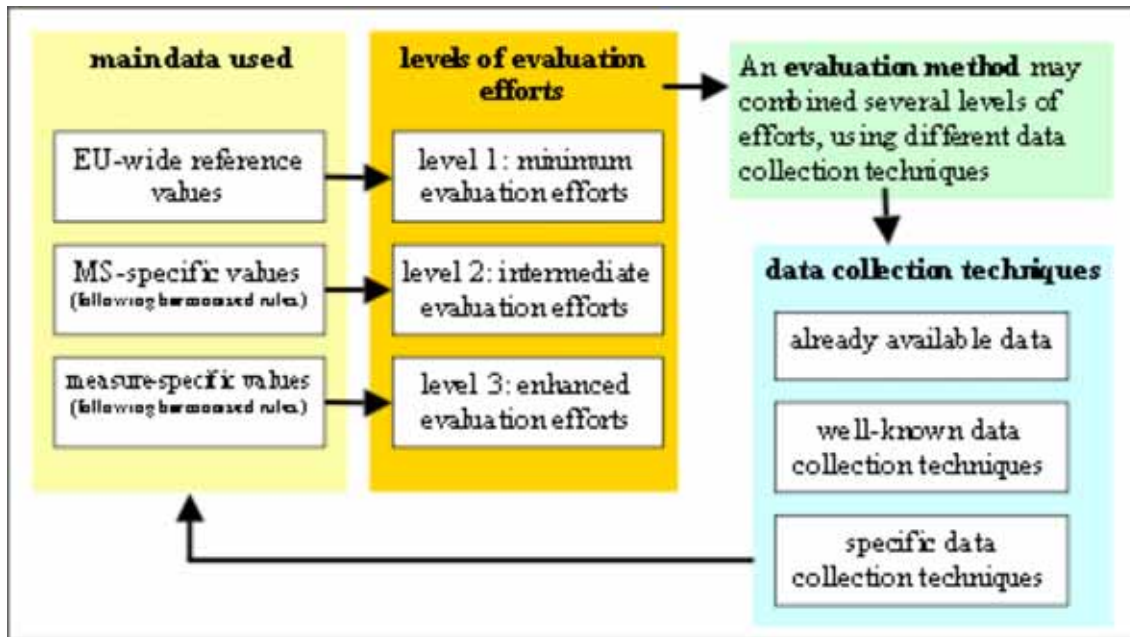 main data used
EU-wide reference
values
MS-specific values
(following harmonised rules)
measure-specific values
(following harmonised rules)
levels of evaluation
efforts
level 1: minimum
evaluation efforts
level 2: intermediate
evaluation efforts
level 3: enhanced
evaluation efforts
An evaluation method may
combined several levels of
efforts, using different data
collection techniques
data collection techniques
already available data
well-known data
collection techniques
specific data
collection techniques